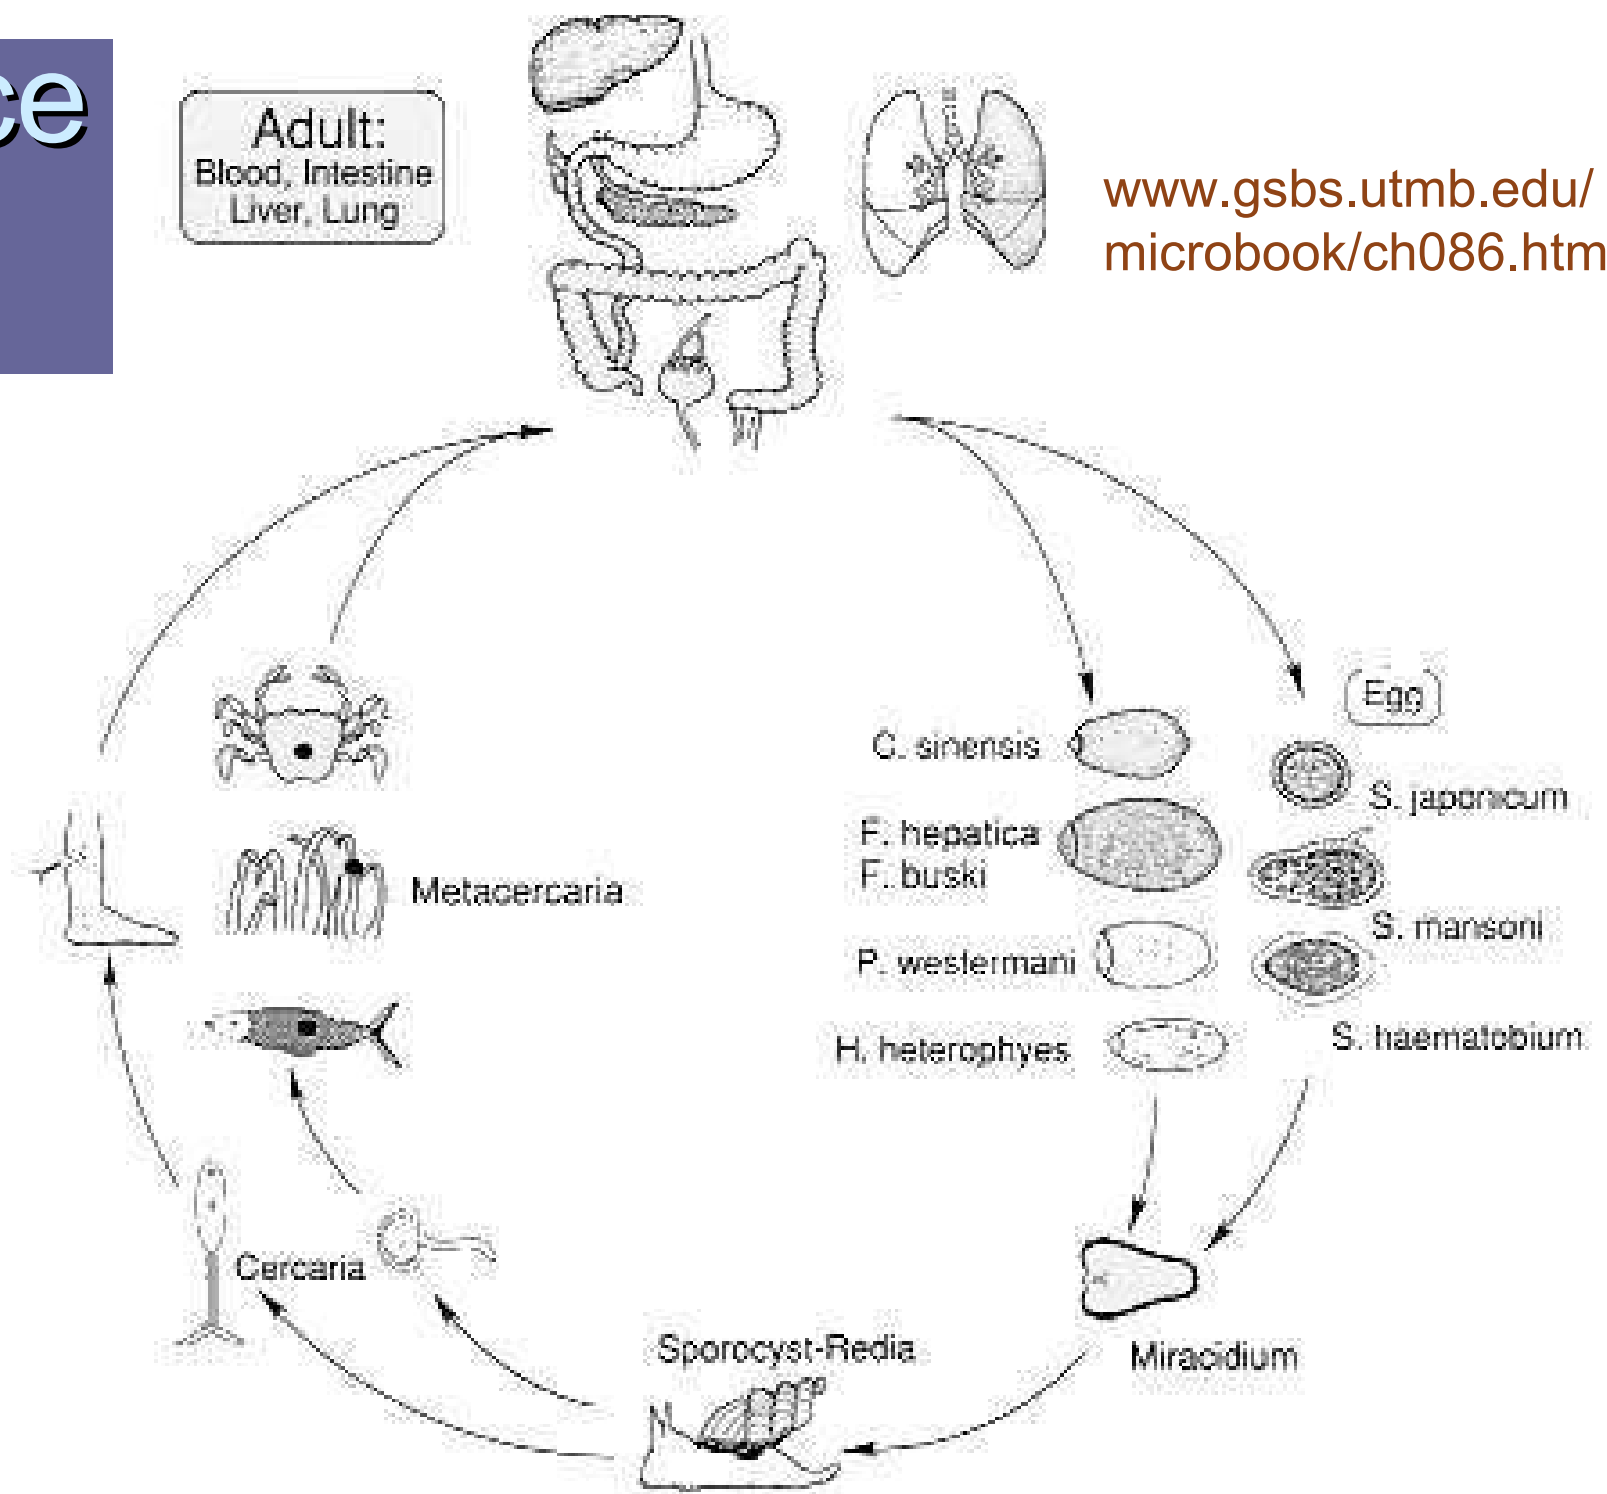 ce
Adult:
Blood, Intestine
Liver, Lung
www.gsbs.utmb.edu/
microbook/ch086.htm
Egg
C. sinensis
S. japonicum
F. hepatica
F. buski
Metacercaria
S. mansoni
P. westermani
H. heterophyes
S. haematobium
Cercaria
Sporocyst-Redia
Miracidium